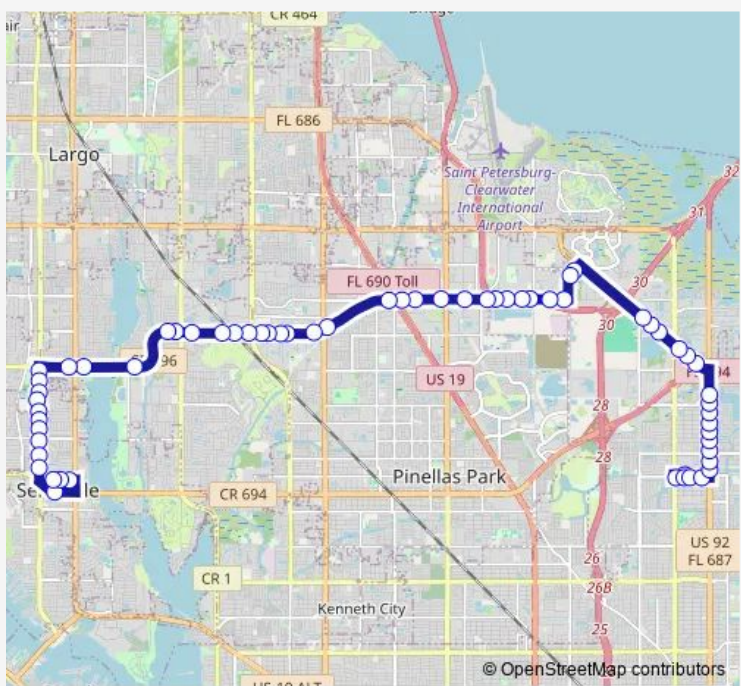 CR 464
FL 686
Largo
Saint Petersburg-
Clearwater
International
Airport
32
31
FL 690 Toll
30
30
96
US 19
94
28
28
Pinellas Park
CR 694
US 92
FL 687
26
CR 1
26B
Kenneth City
25
© OpenStreetMap contributors